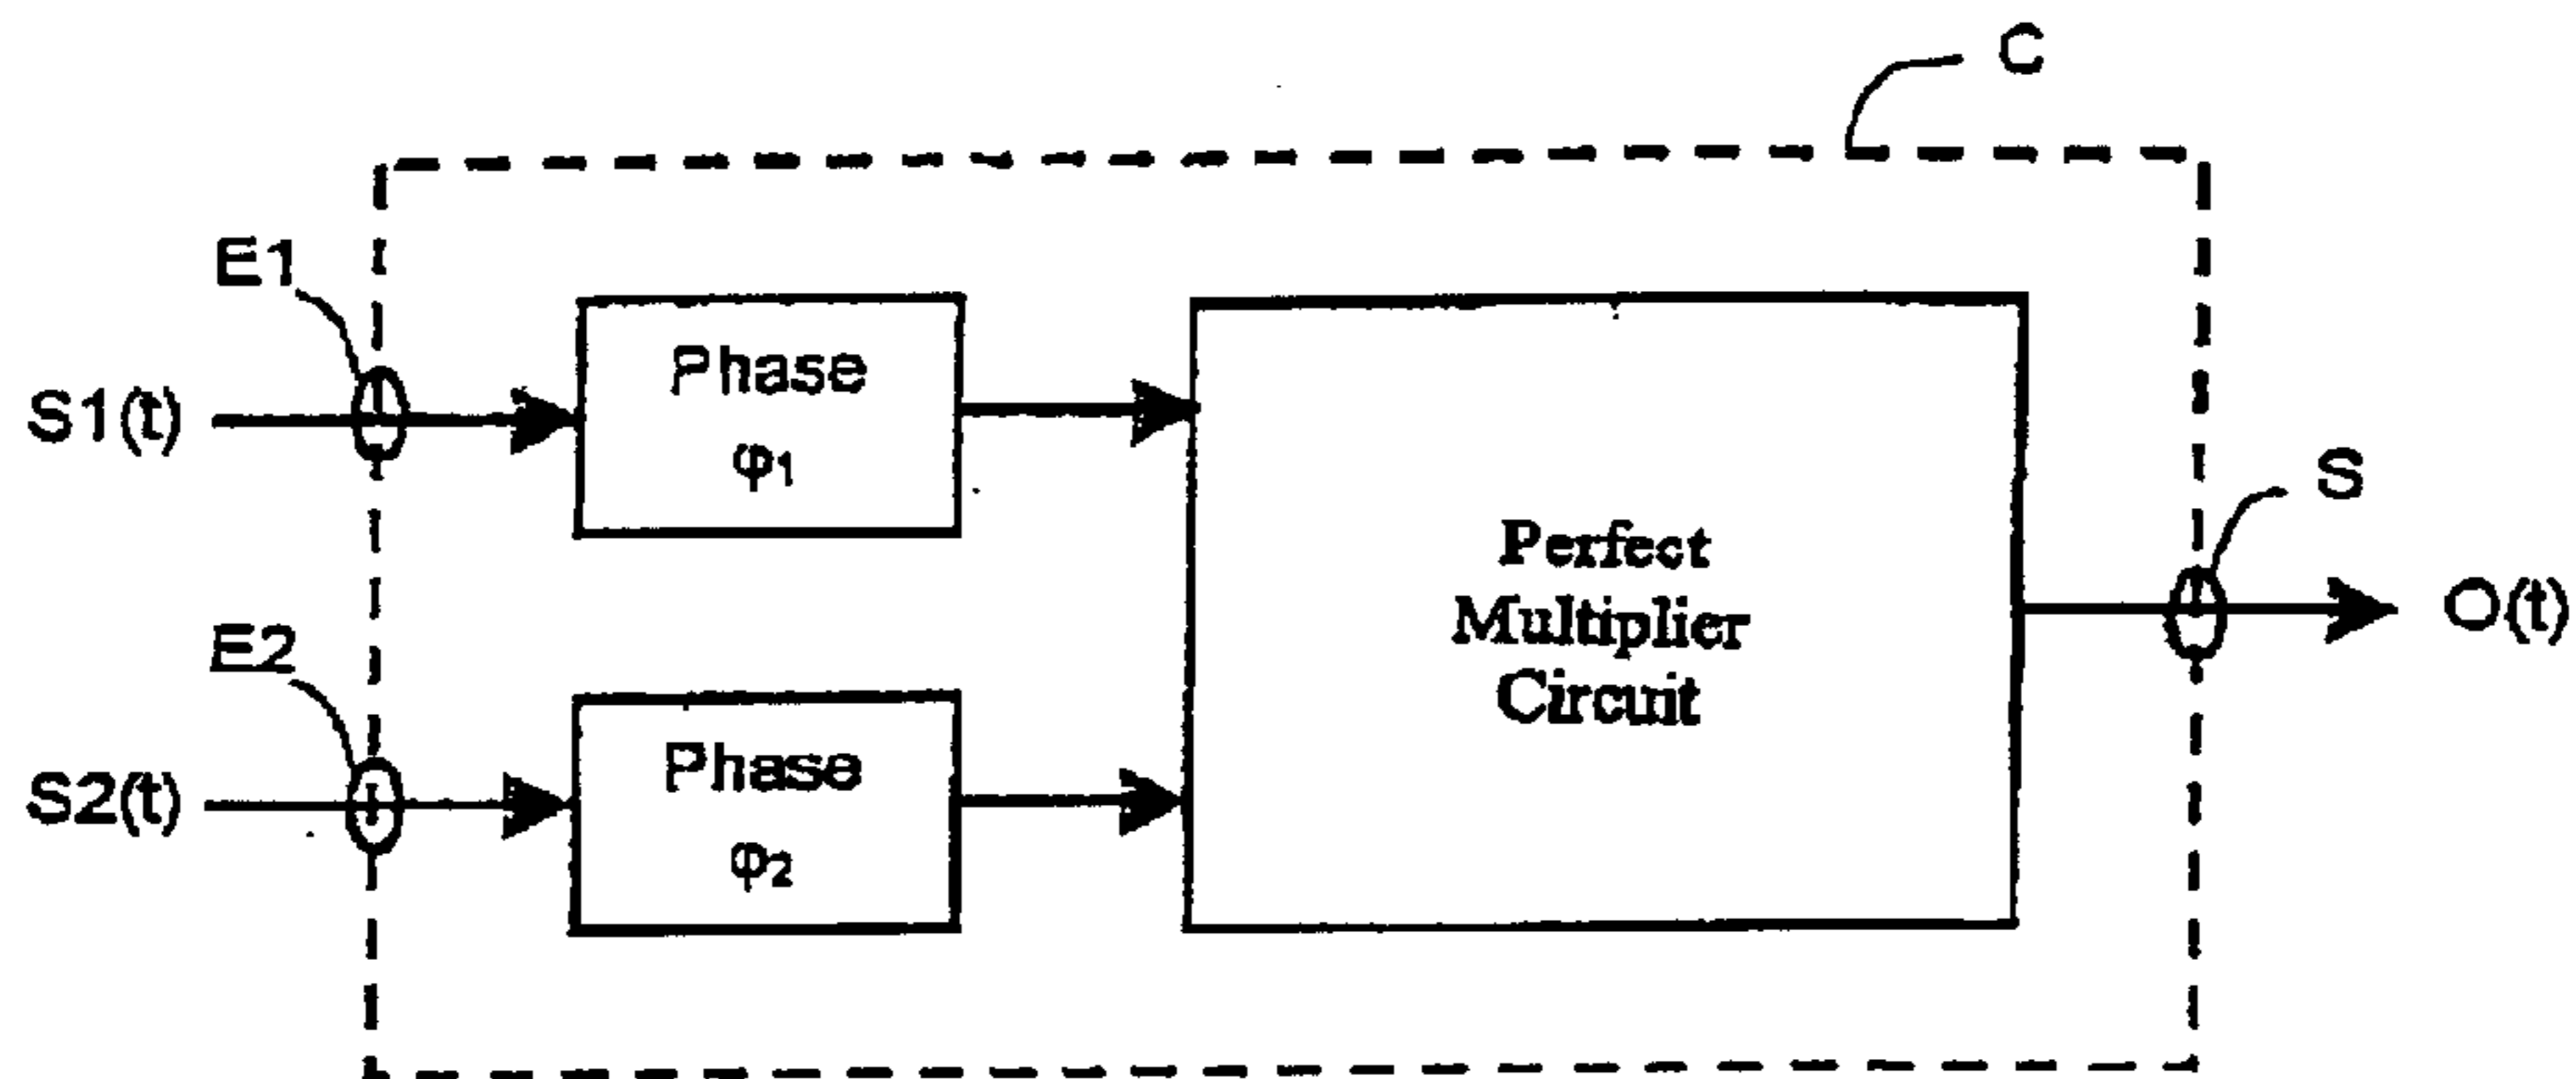 C
E1
S1(t)
Phase
φ1
E2
S2(t)
Phase
φ2
Perfect
Multiplier
Circuit
S
O(t)